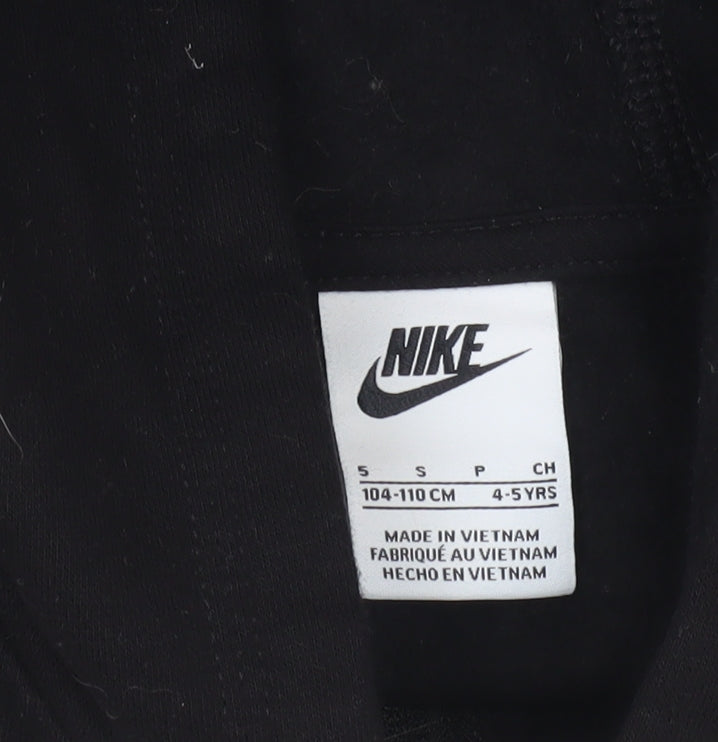 NIKE
5 S P CH
104-110 CM 4-5 YRS
MADE IN VIETNAM
FABRIQUÉ AU VIETNAM
HECHO EN VIETNAM